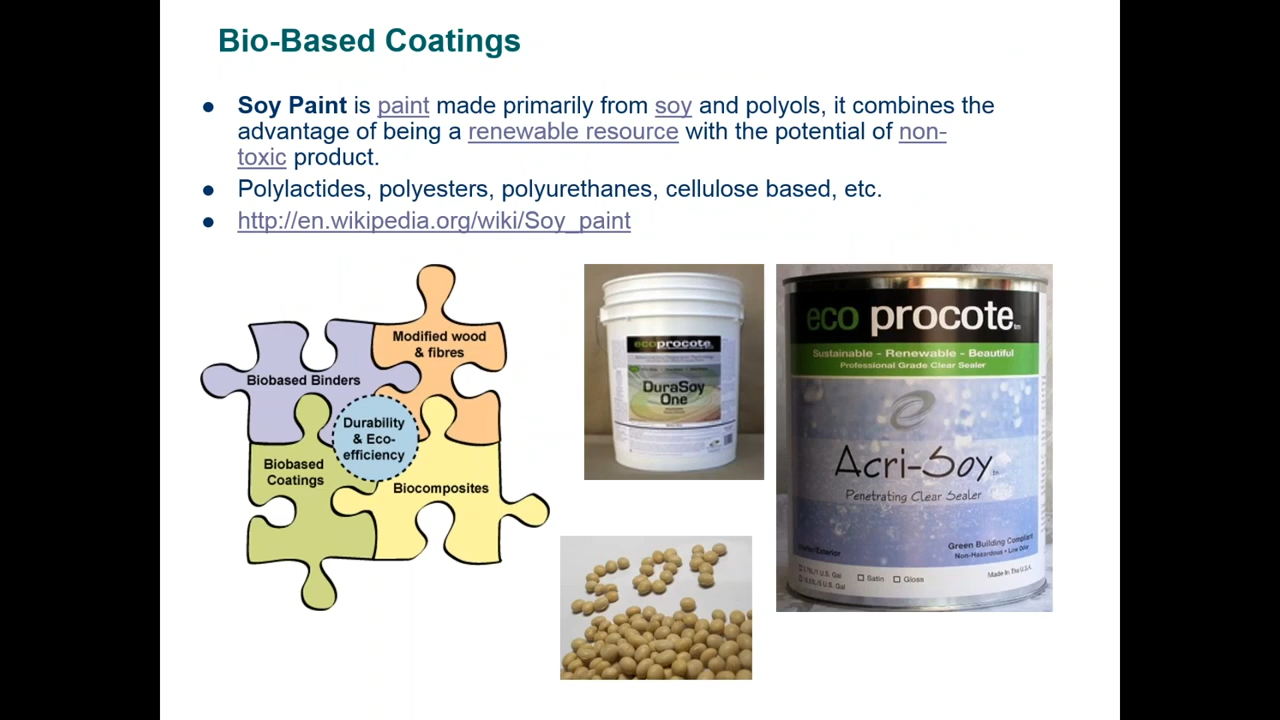 Bio-Based Coatings
● Soy Paint is paint made primarily from soy and polyols, it combines the
advantage of being a renewable resource with the potential of non-
toxic product.
● Polylactides, polyesters, polyurethanes, cellulose based, etc.
● http://en.wikipedia.org/wiki/Soy_paint
Modified wood
& fibres
Biobased Binders
Durability
& Eco-
efficiency
Biobased
Coatings
Biocomposites
ecoprocote
DuraSoy
One
SOY
eco procote
Sustainable - Renewable - Beautiful
Professional Grade Clear Sealer
Acri-Soy
Penetrating Clear Sealer
Interior/Exterior
Green Building Compliant
Non-Hazardous • Low Odor
Satin
Gloss
Made In The U.S.A.